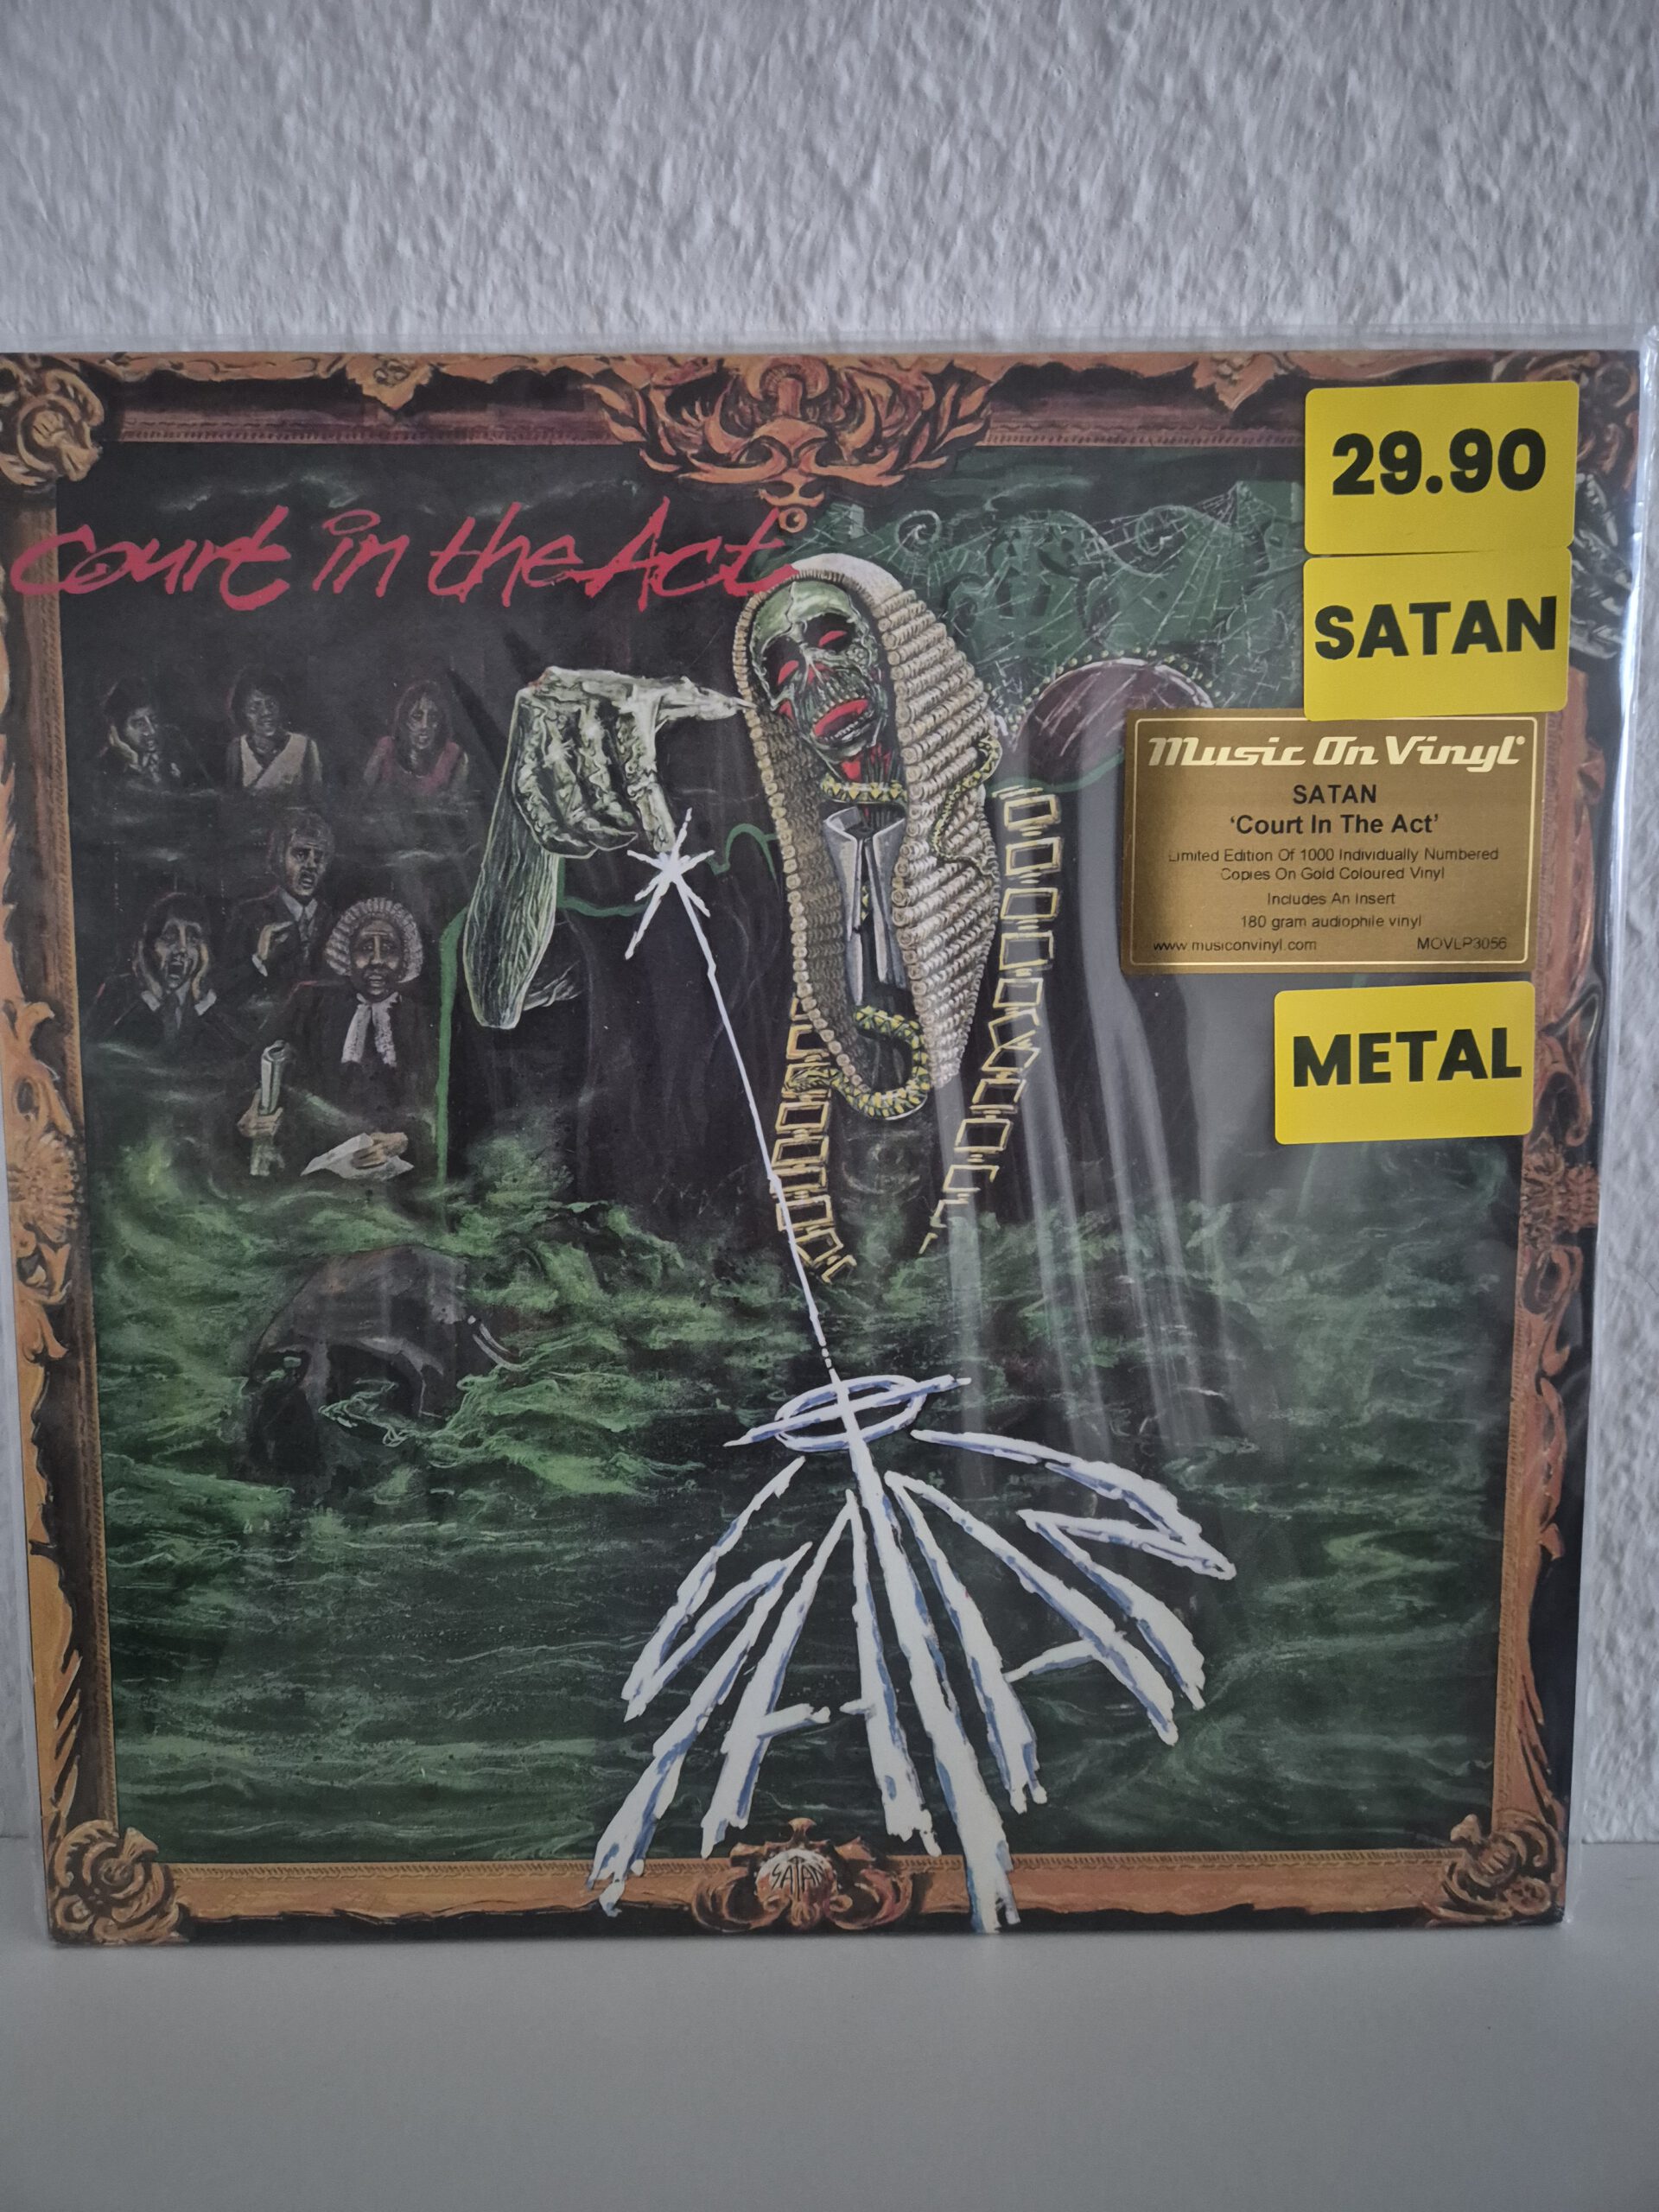 Court in the Act
29.90
SATAN
Music On Vinyl®
SATAN
‘Court In The Act’
Limited Edition Of 1000 Individually Numbered
Copies On Gold Coloured Vinyl
Includes An Insert
180 gram audiophile vinyl
www.musiconvinyl.com MOVLP3056
METAL
SATAN
SATAN